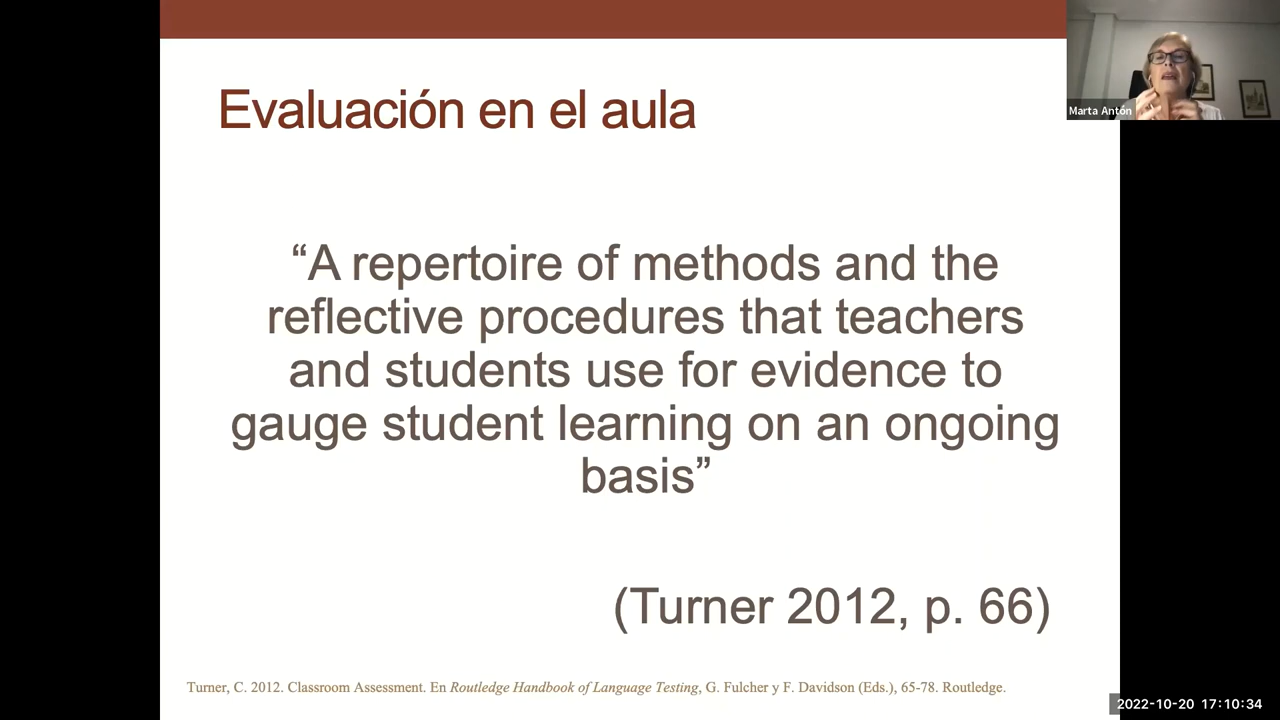 Evaluación en el aula
Marta Antón
“A repertoire of methods and the
reflective procedures that teachers
and students use for evidence to
gauge student learning on an ongoing
basis”
(Turner 2012, p. 66)
Turner, C. 2012. Classroom Assessment. En Routledge Handbook of Language Testing, G. Fulcher y F. Davidson (Eds.), 65-78. Routledge.
2022-10-20 17:10:34